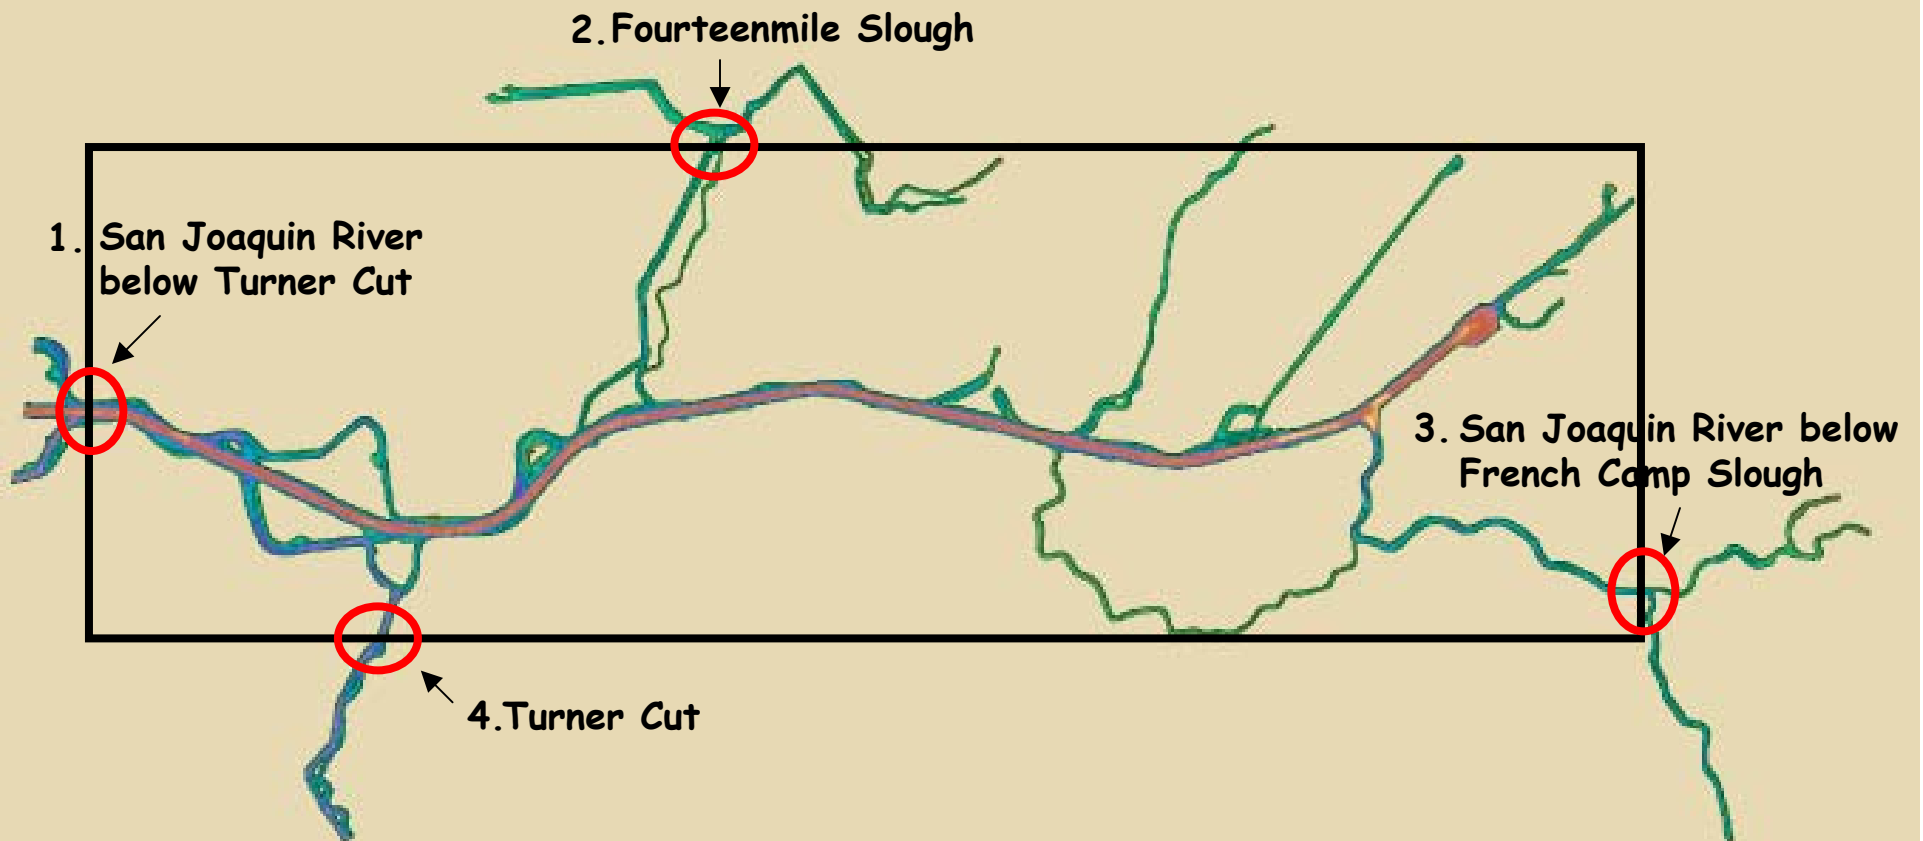 2.Fourteenmile Slough
1. San Joaquin River
below Turner Cut
3. San Joaquin River below
French Camp Slough
4.Turner Cut